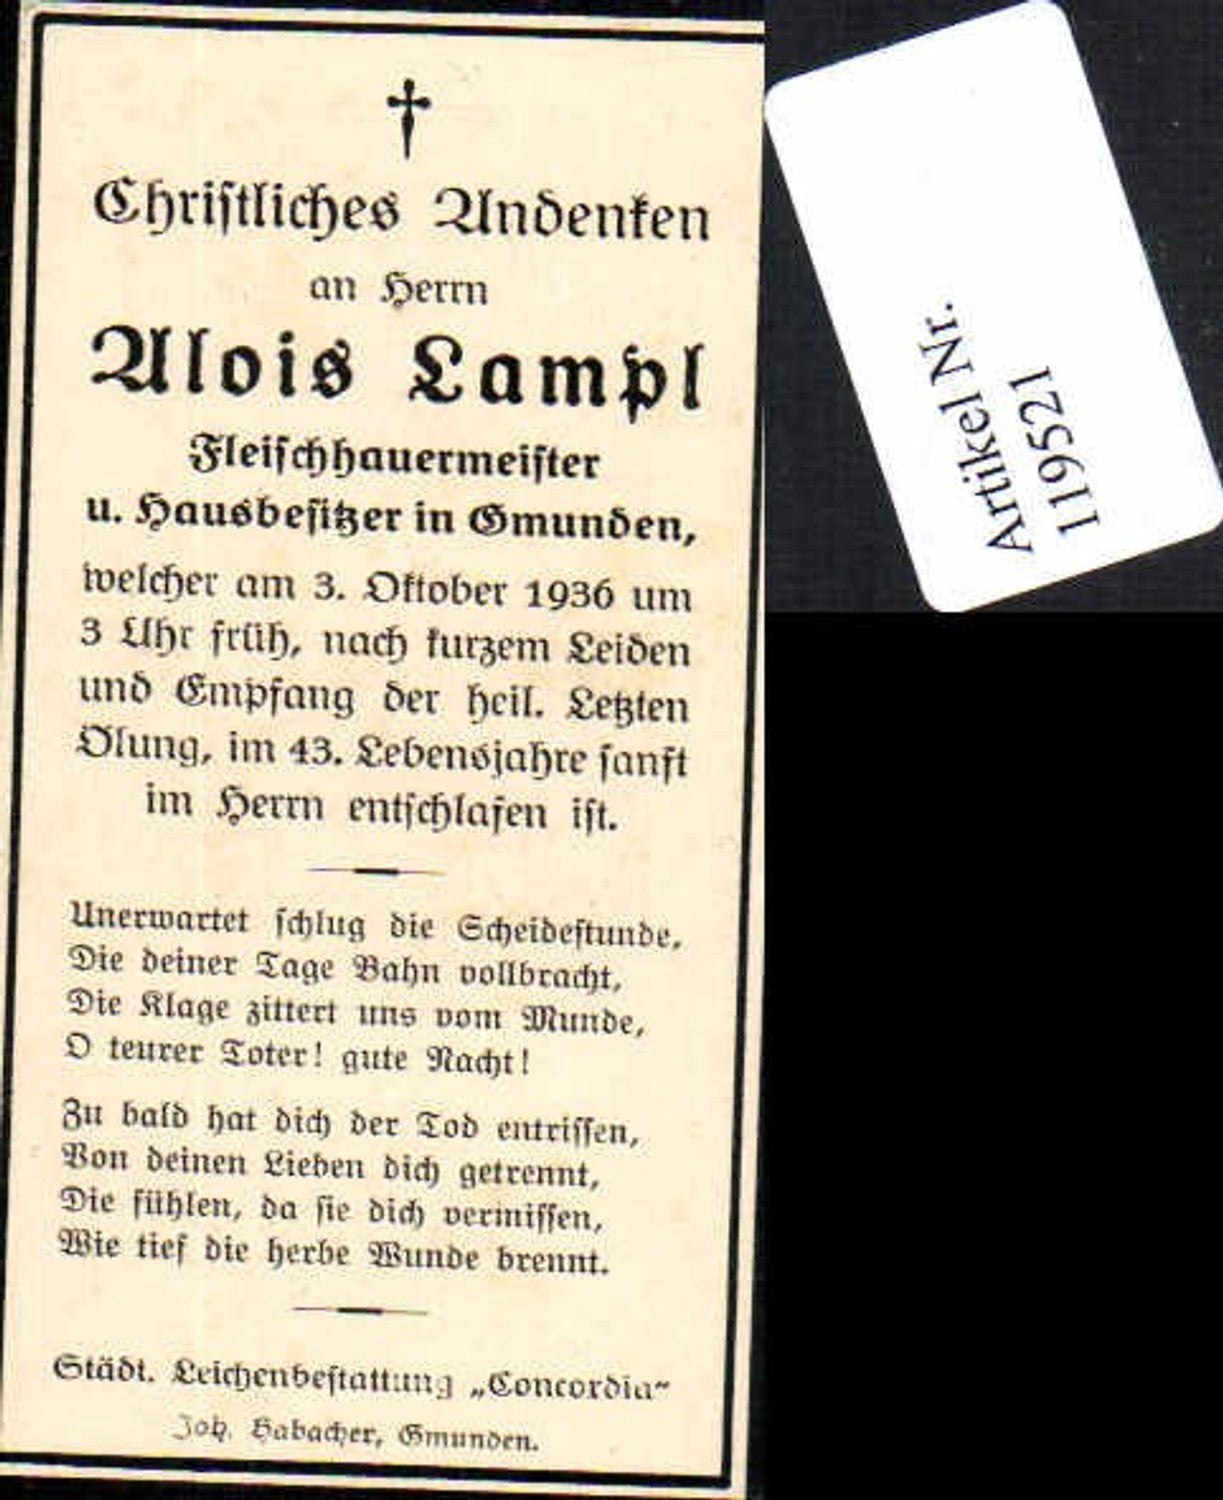 Christliches Andenken
an Herrn
Alois Lampl
Fleischhauermeister
u. Hausbesitzer in Gmunden,
welcher am 3. Oktober 1936 um
3 Uhr früh, nach kurzem Leiden
und Empfang der heil. Letzten
Ölung, im 43. Lebensjahre sanft
im Herrn entschlafen ist.
Unerwartet schlug die Scheidestunde,
Die deiner Tage Bahn vollbracht,
Die Klage zittert uns vom Munde,
O teurer Toter! gute Nacht!
Zu bald hat dich der Tod entrissen,
Von deinen Lieben dich getrennt,
Die fühlen, da sie dich vermissen,
Wie tief die herbe Wunde brennt.
Städt. Leichenbestattung „Concordia“
Joh. Habacher, Gmunden.
Artikel Nr.
119521